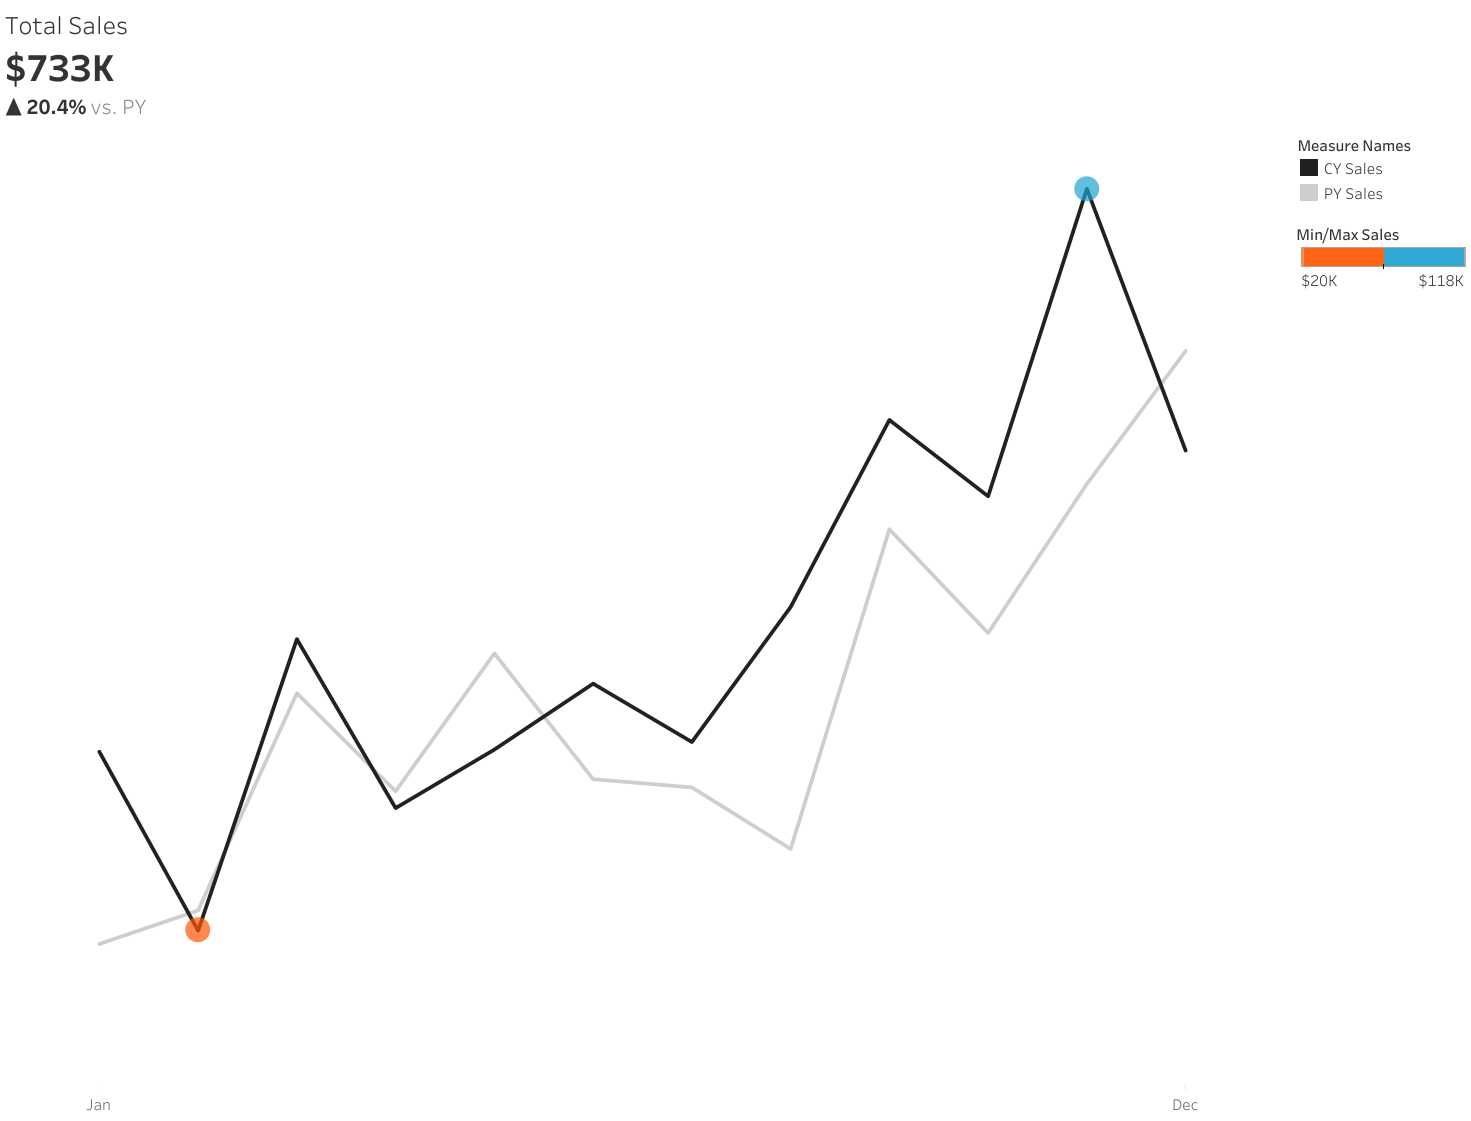 Total Sales
$733K
▲ 20.4% vs. PY
Measure Names
CY Sales
PY Sales
Min/Max Sales
$20K $118K
Jan Dec